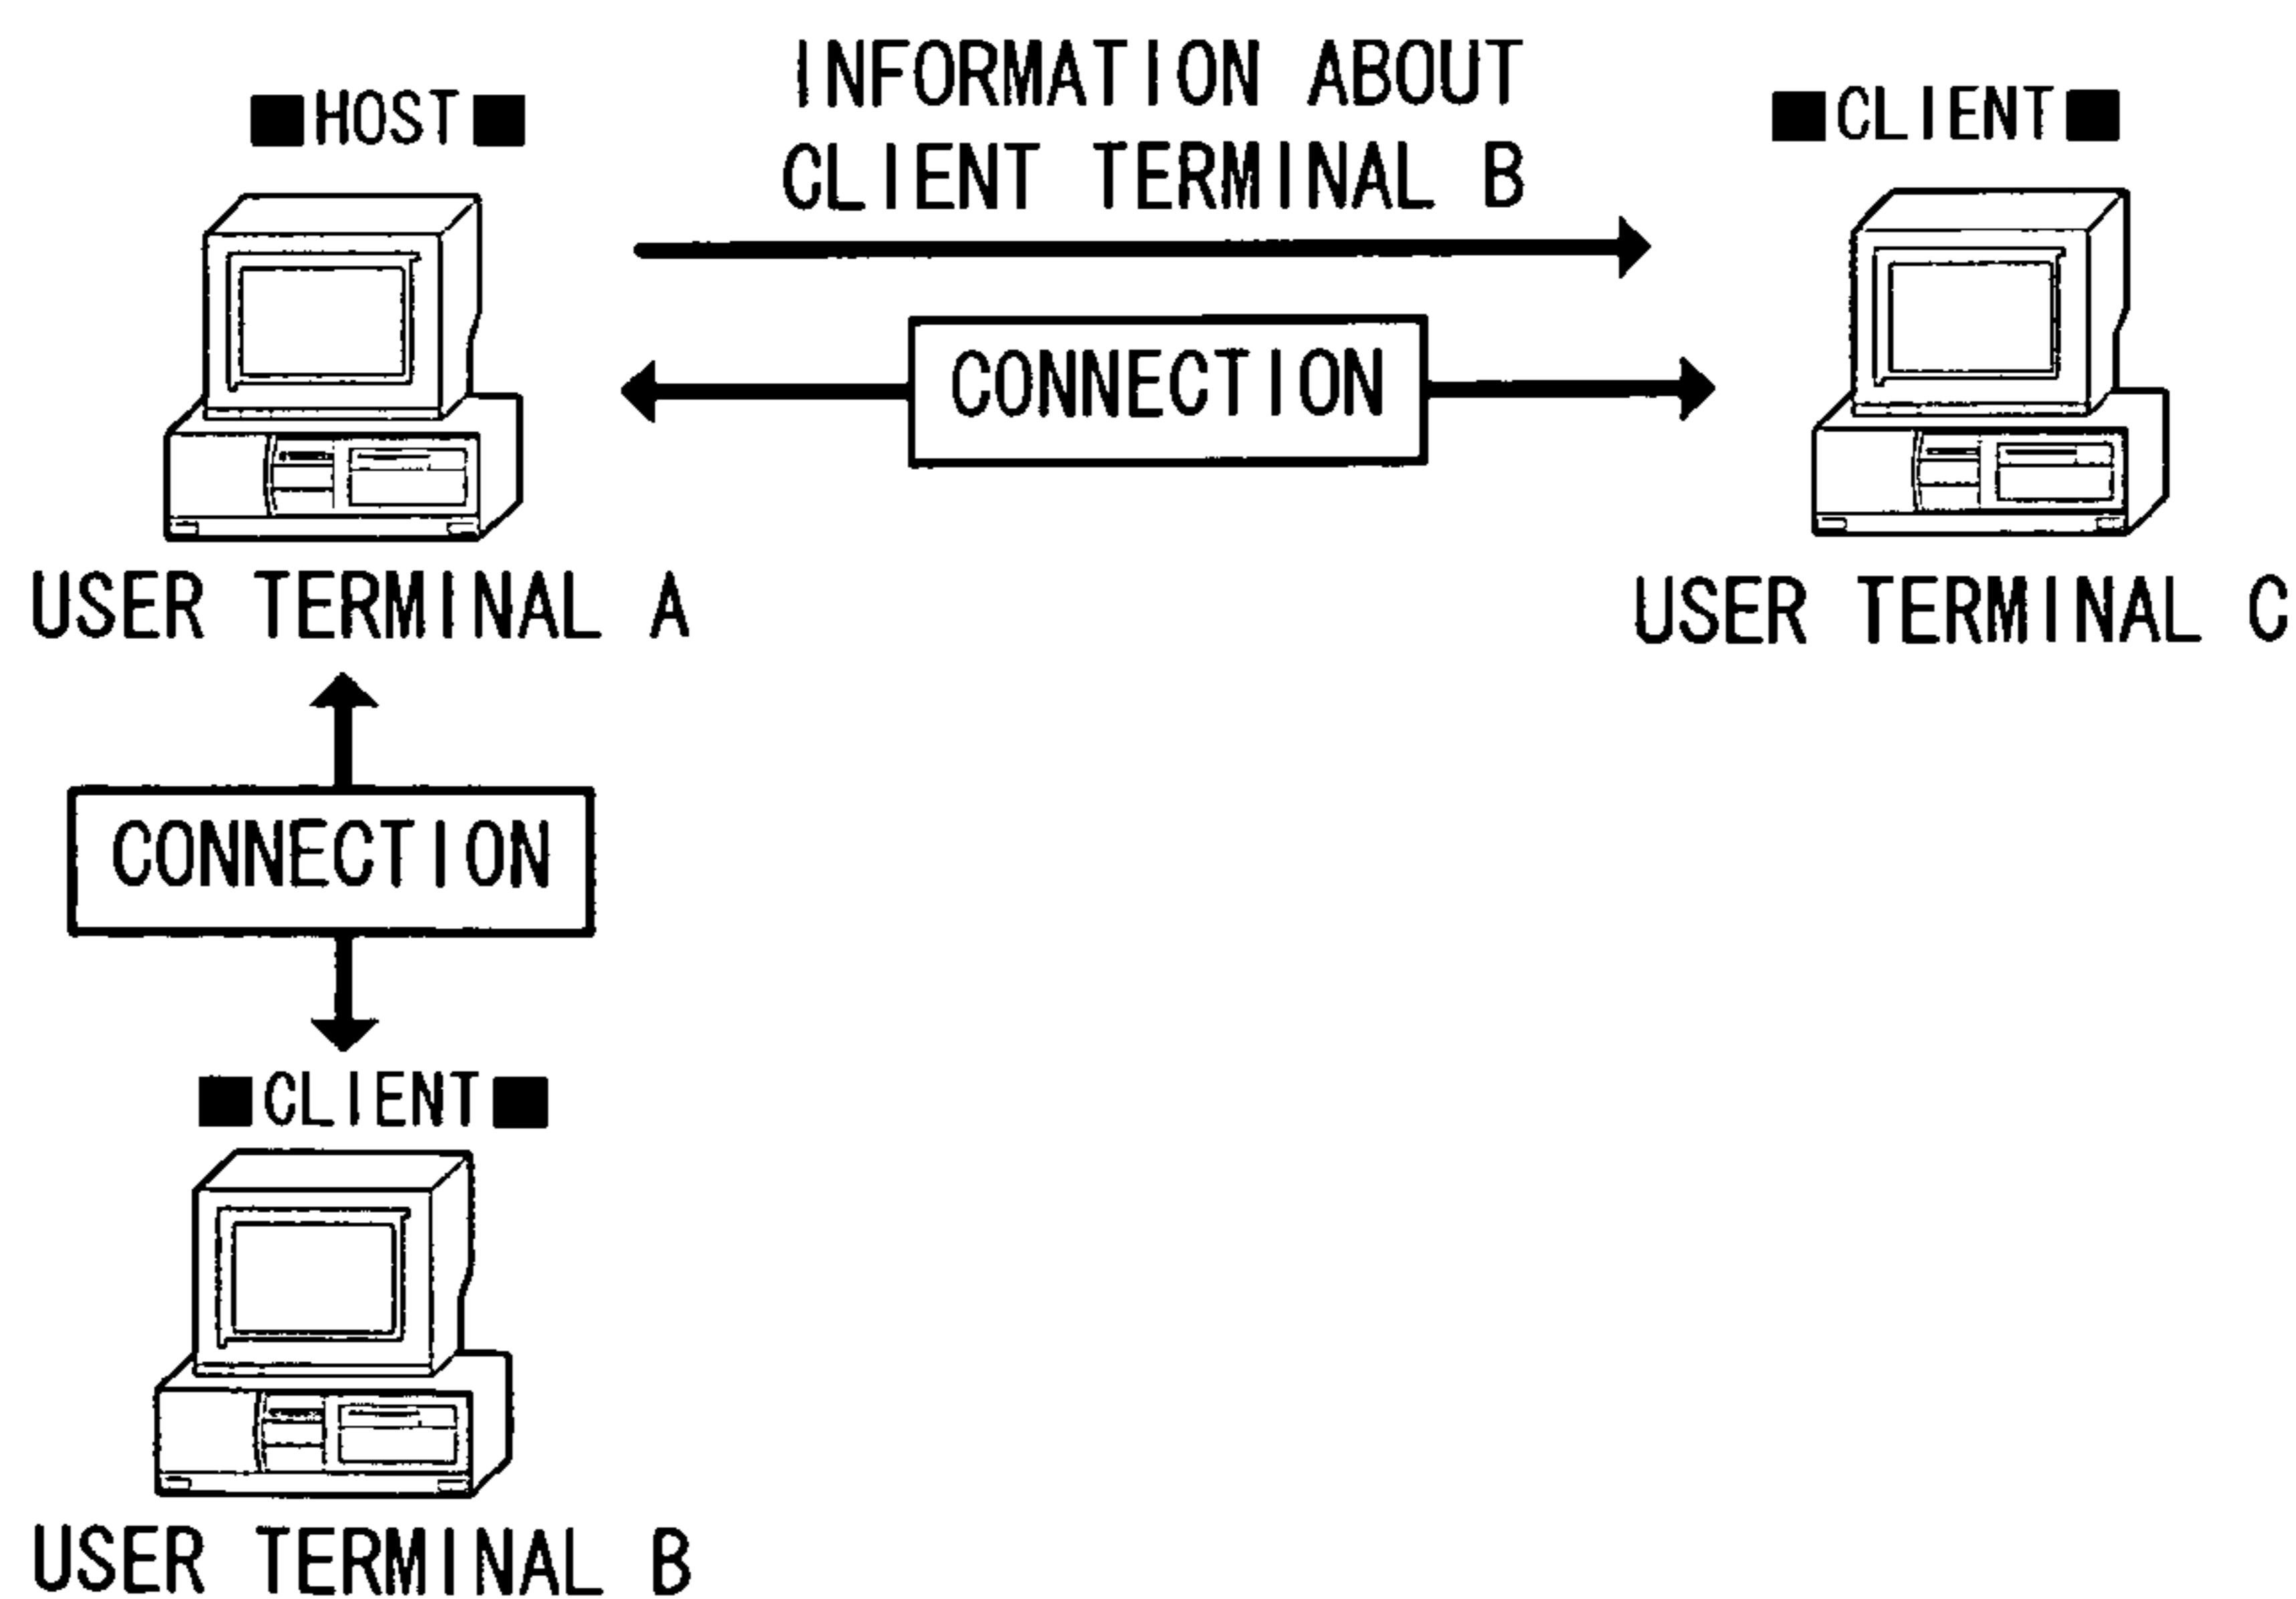 ■HOST■
INFORMATION ABOUT
CLIENT TERMINAL B
■CLIENT■
CONNECTION
USER TERMINAL A
USER TERMINAL C
CONNECTION
■CLIENT■
USER TERMINAL B